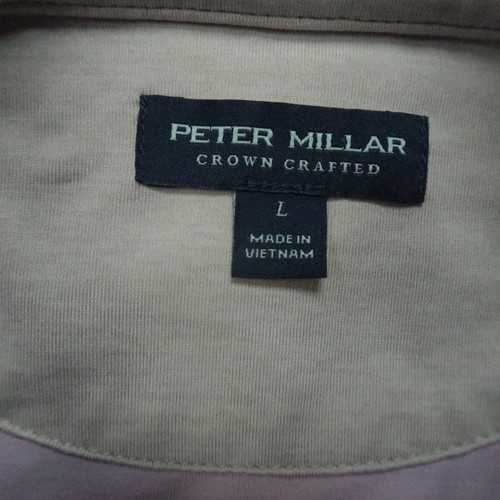 PETER MILLAR
CROWN CRAFTED
L
MADE IN
VIETNAM